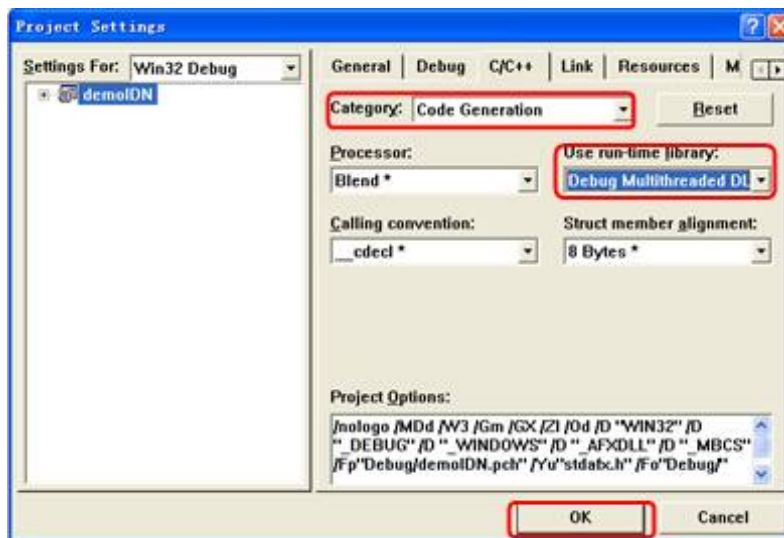 Project Settings
Settings For: Win32 Debug
demoIDN
General Debug C/C++ Link Resources M
Category: Code Generation Reset
Processor: Use run-time library:
Blend * Debug Multithreaded DL
Calling convention: Struct member alignment:
__cdecl * 8 Bytes *
Project Options:
/nologo /MDd /W3 /Gm /GX /ZI /Od /D "WIN32" /D
"_DEBUG" /D "_WINDOWS" /D "_AFXDLL" /D "_MBCS"
/Fp"Debug/demoIDN.pch" /Yu"stdafx.h" /Fo"Debug/"
OK Cancel